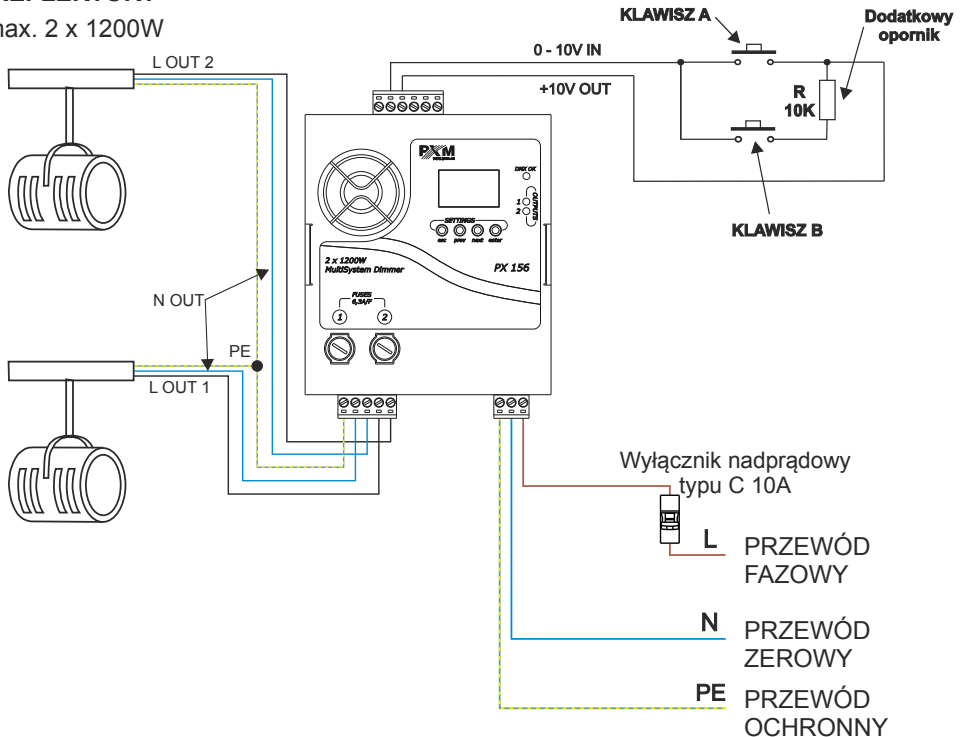 max. 2 x 1200W
L OUT 2
KLAWISZ A
Dodatkowy
opornik
0 - 10V IN
+10V OUT
R
10K
KLAWISZ B
PXM
DMX OK
1
2
OUTPUTS
SETTINGS
esc prev next enter
2 x 1200W
MultiSystem Dimmer
PX 156
FUSES
6,3A/F
1 2
N OUT
PE
L OUT 1
Wyłącznik nadprądowy
typu C 10A
L PRZEWÓD
FAZOWY
N PRZEWÓD
ZEROWY
PE PRZEWÓD
OCHRONNY